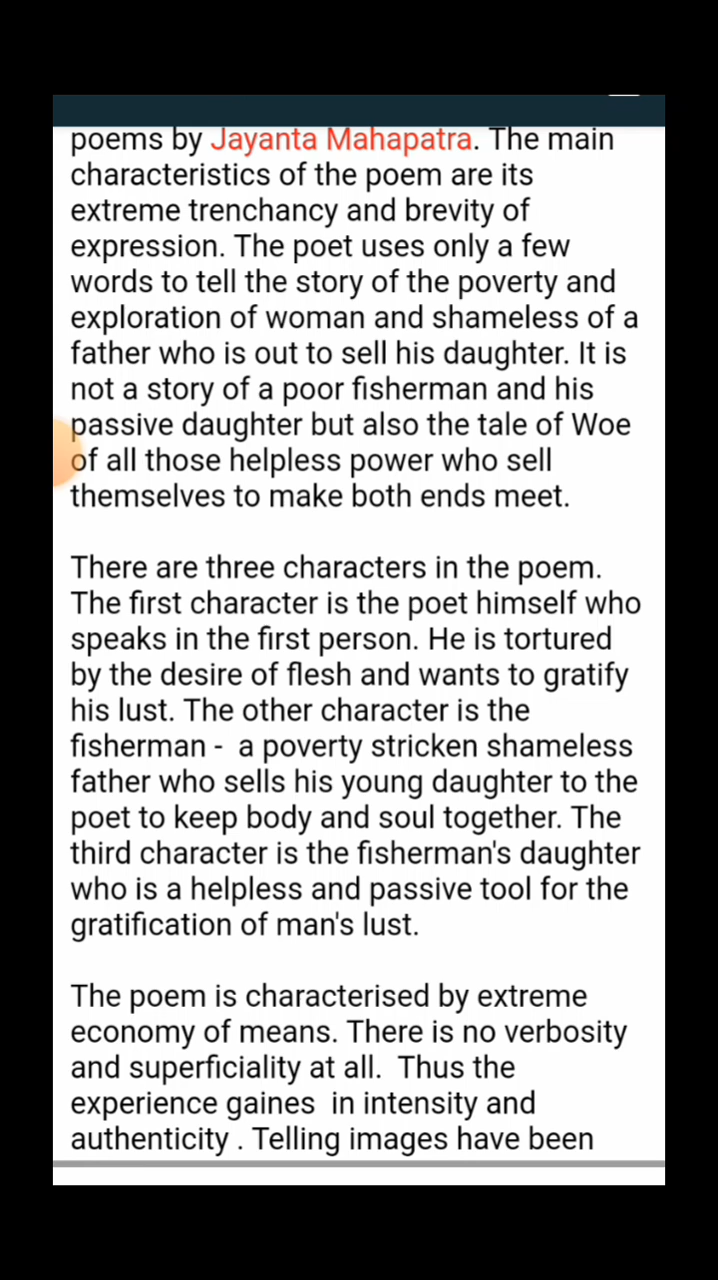 poems by Jayanta Mahapatra. The main
characteristics of the poem are its
extreme trenchancy and brevity of
expression. The poet uses only a few
words to tell the story of the poverty and
exploration of woman and shameless of a
father who is out to sell his daughter. It is
not a story of a poor fisherman and his
passive daughter but also the tale of Woe
of all those helpless power who sell
themselves to make both ends meet.
There are three characters in the poem.
The first character is the poet himself who
speaks in the first person. He is tortured
by the desire of flesh and wants to gratify
his lust. The other character is the
fisherman -  a poverty stricken shameless
father who sells his young daughter to the
poet to keep body and soul together. The
third character is the fisherman's daughter
who is a helpless and passive tool for the
gratification of man's lust.
The poem is characterised by extreme
economy of means. There is no verbosity
and superficiality at all.  Thus the
experience gaines  in intensity and
authenticity . Telling images have been